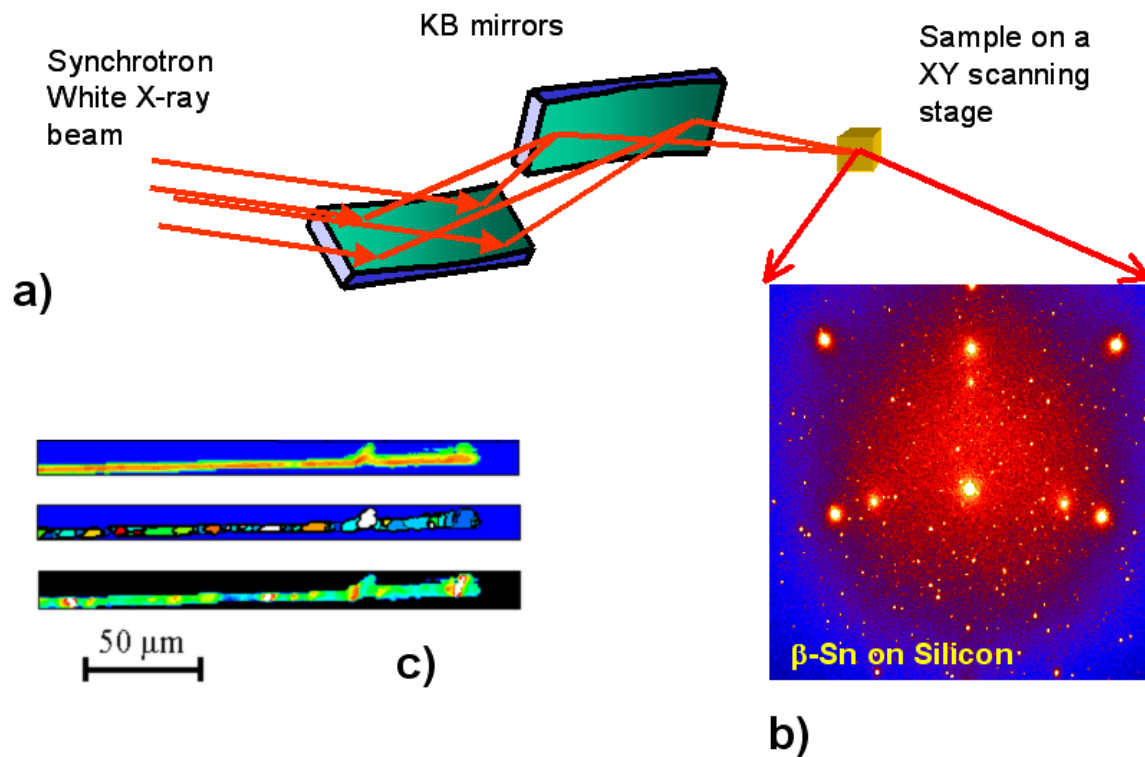 KB mirrors
Synchrotron
White X-ray
beam
Sample on a
XY scanning
stage
a)
50 μm
c)
β-Sn on Silicon
b)